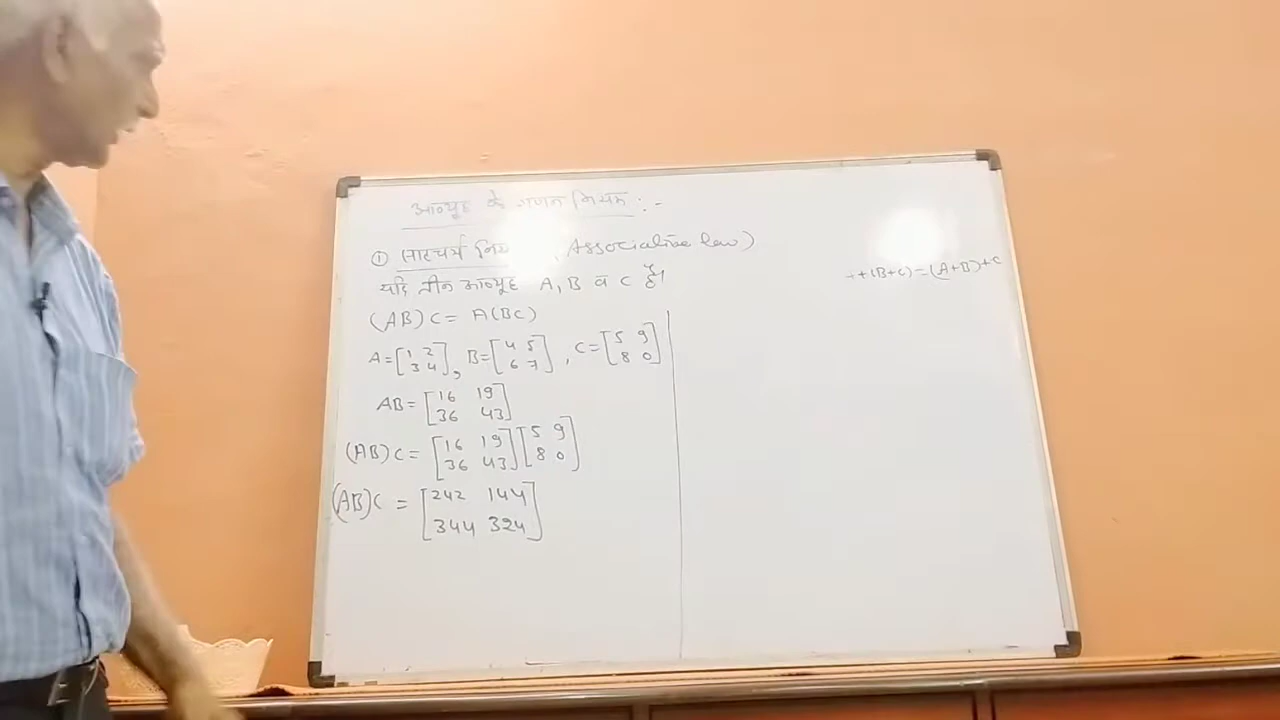 आव्यूह के गुणन नियम :-
① साहचर्य (Associative law)
यदि तीन आव्यूह A, B व C हैं।
(AB)C = A(BC)
A = [1 2 3 4], B = [4 5 6 7], C = [5 9 8 0]
AB = [16 19 36 43]
(AB)C = [16 19 36 43] [5 9 8 0]
(AB)C = [242 144 344 324]
+(B+C) = (A+B)+C